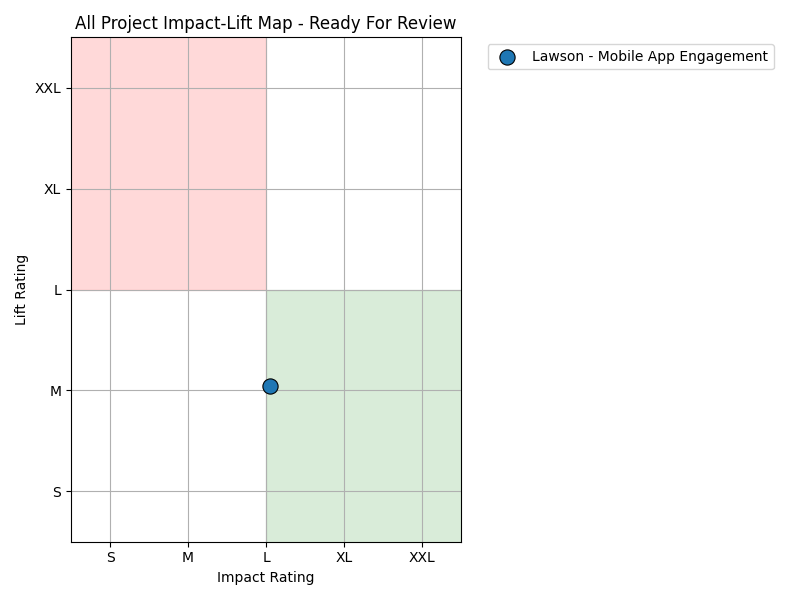 All Project Impact-Lift Map - Ready For Review
Lawson - Mobile App Engagement
XXL
XL
L
M
S
Lift Rating
S M L XL XXL
Impact Rating